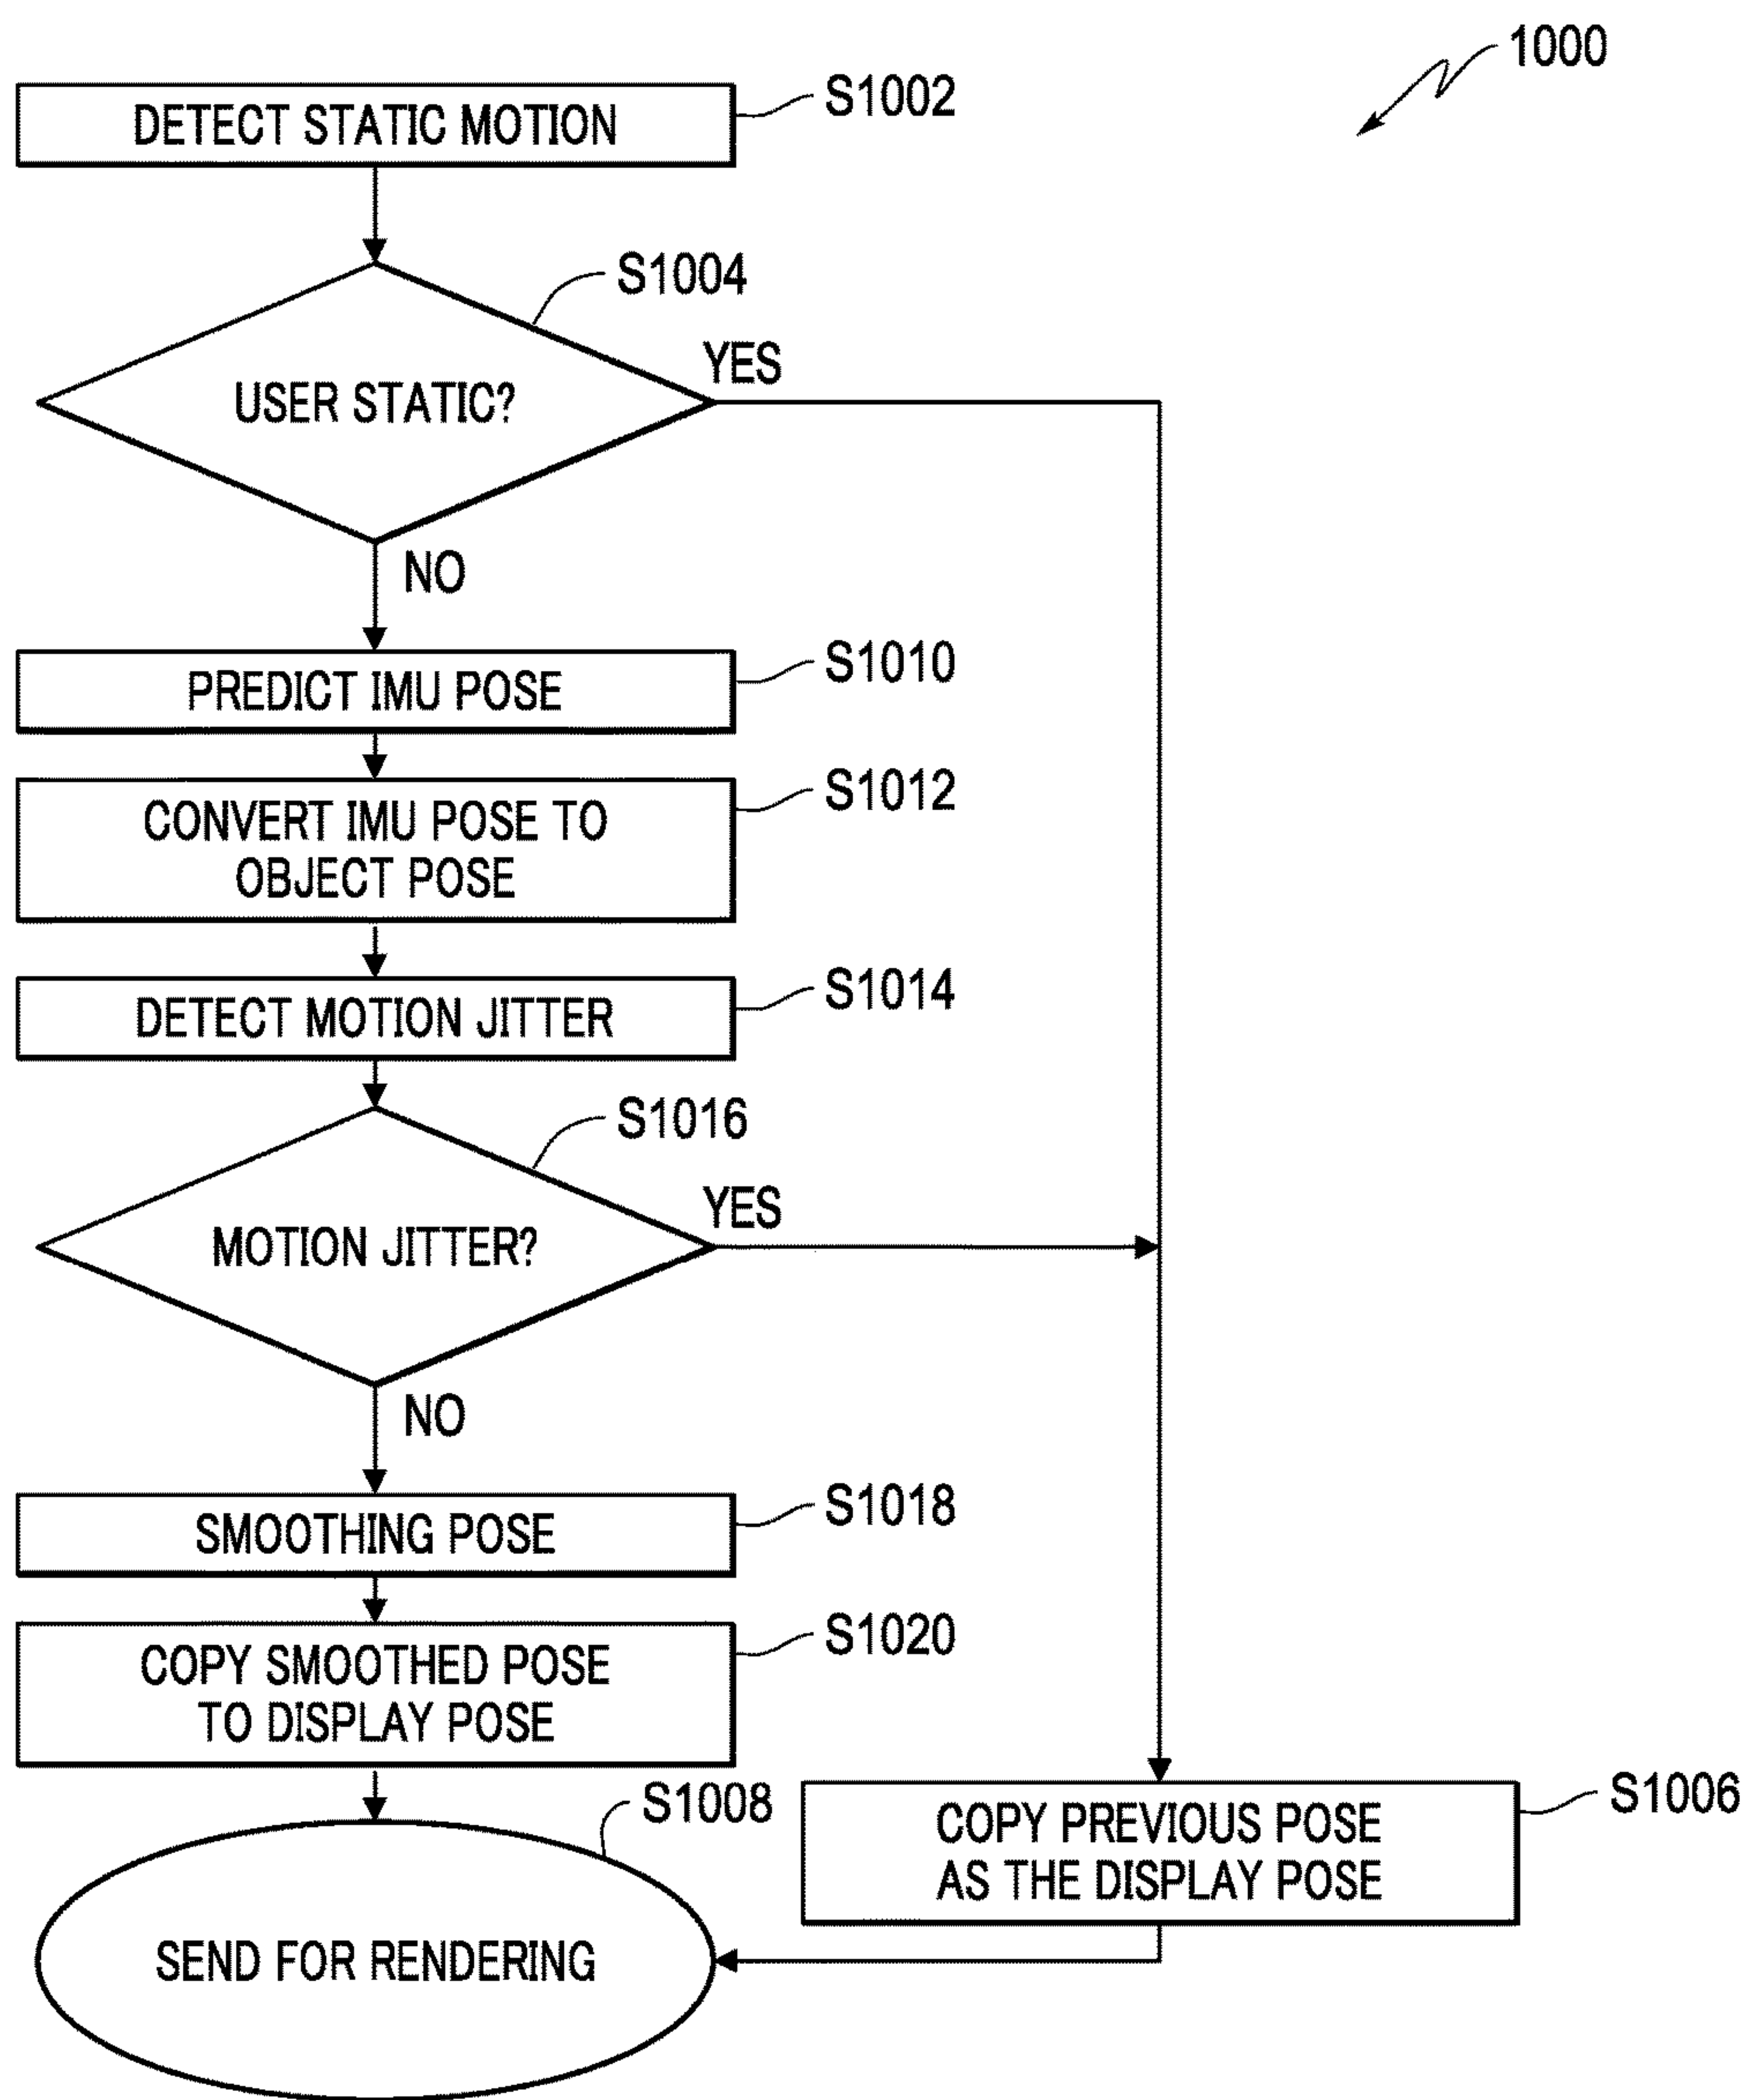 1000
DETECT STATIC MOTION
S1002
S1004
USER STATIC?
YES
NO
PREDICT IMU POSE
S1010
CONVERT IMU POSE TO
OBJECT POSE
S1012
DETECT MOTION JITTER
S1014
S1016
MOTION JITTER?
YES
NO
SMOOTHING POSE
S1018
COPY SMOOTHED POSE
TO DISPLAY POSE
S1020
S1008
SEND FOR RENDERING
COPY PREVIOUS POSE
AS THE DISPLAY POSE
S1006